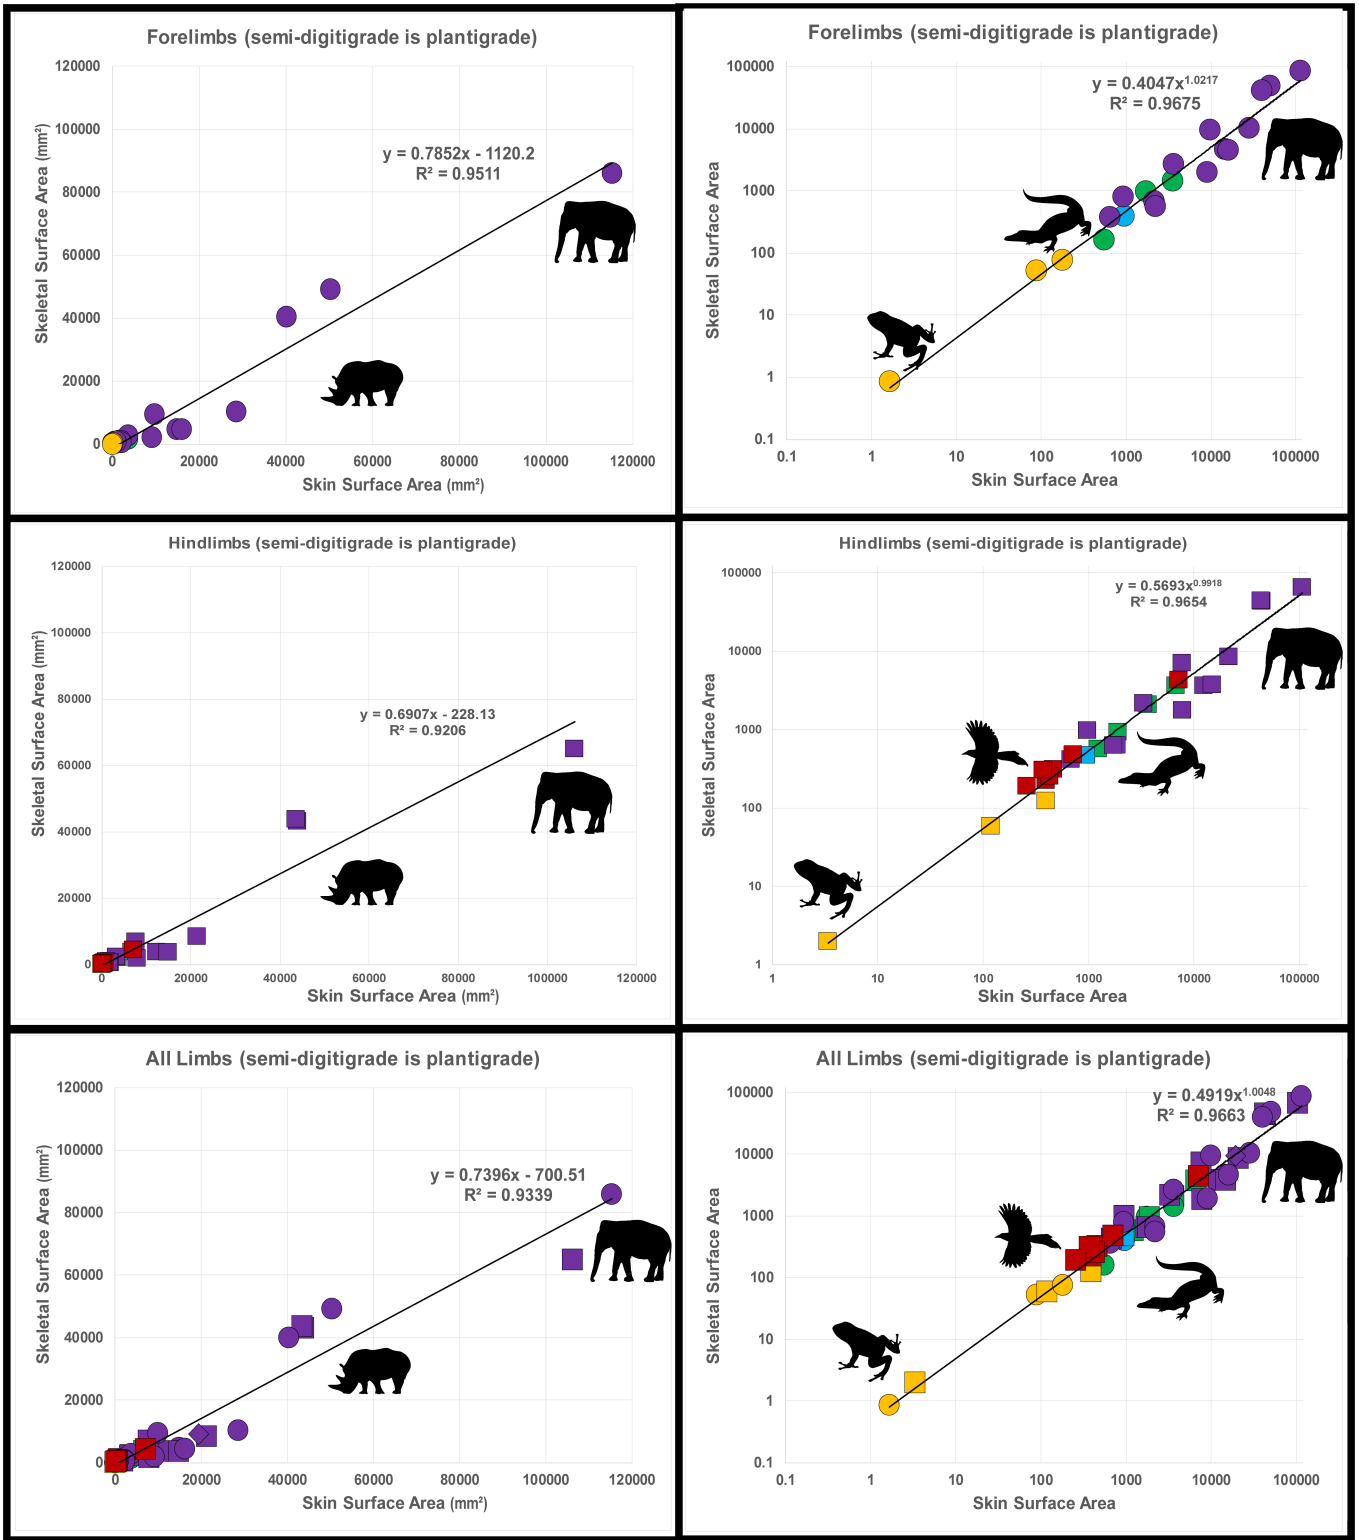 Forelimbs (semi-digitigrade is plantigrade)
120000
100000
80000
60000
40000
20000
0
y = 0.7852x - 1120.2
R² = 0.9511
Skeletal Surface Area (mm²)
0 20000 40000 60000 80000 100000 120000
Skin Surface Area (mm²)
Forelimbs (semi-digitigrade is plantigrade)
100000
10000
1000
100
10
1
0.1
y = 0.4047x^1.0217
R² = 0.9675
Skeletal Surface Area
0.1 1 10 100 1000 10000 100000
Skin Surface Area
Hindlimbs (semi-digitigrade is plantigrade)
120000
100000
80000
60000
40000
20000
0
y = 0.6907x - 228.13
R² = 0.9206
Skeletal Surface Area (mm²)
0 20000 40000 60000 80000 100000 120000
Skin Surface Area (mm²)
Hindlimbs (semi-digitigrade is plantigrade)
100000
10000
1000
100
10
1
y = 0.5693x^0.9918
R² = 0.9654
Skeletal Surface Area
1 10 100 1000 10000 100000
Skin Surface Area
All Limbs (semi-digitigrade is plantigrade)
120000
100000
80000
60000
40000
20000
0
y = 0.7396x - 700.51
R² = 0.9339
Skeletal Surface Area (mm²)
0 20000 40000 60000 80000 100000 120000
Skin Surface Area (mm²)
All Limbs (semi-digitigrade is plantigrade)
100000
10000
1000
100
10
1
0.1
y = 0.4919x^1.0048
R² = 0.9663
Skeletal Surface Area
0.1 1 10 100 1000 10000 100000
Skin Surface Area